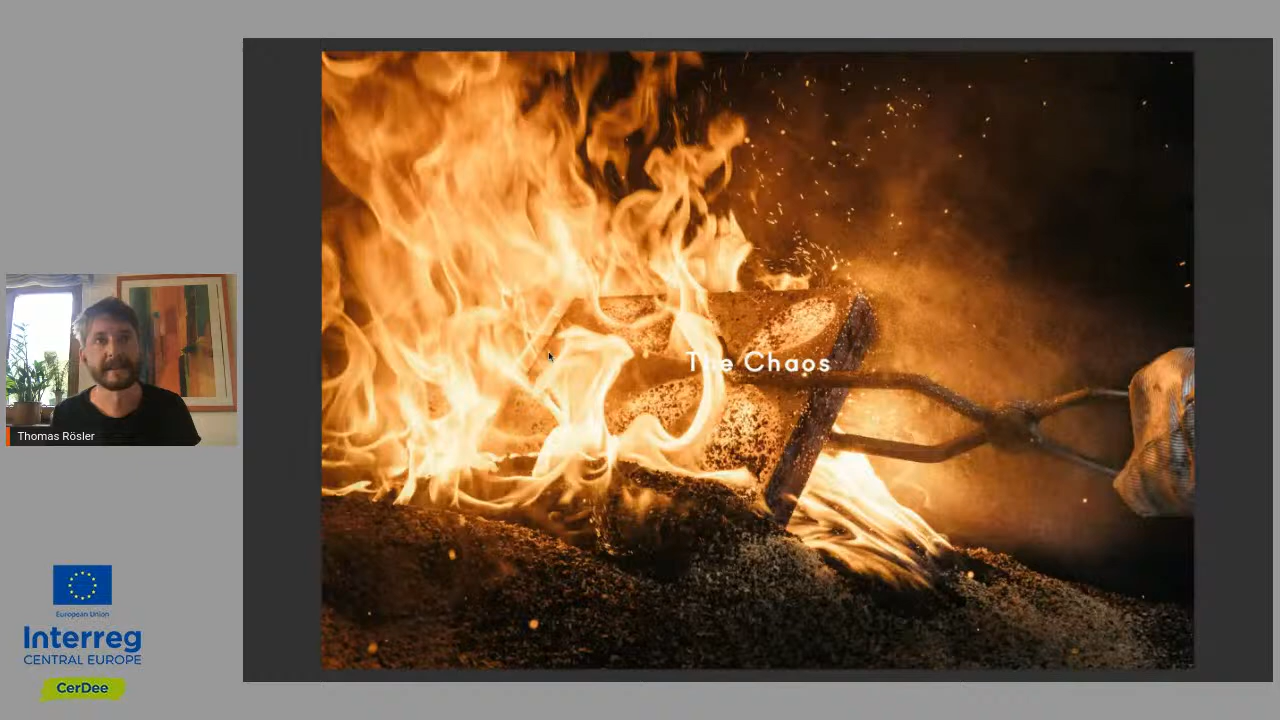 The Chaos
Thomas Rösler
European Union
Interreg
CENTRAL EUROPE
CerDee